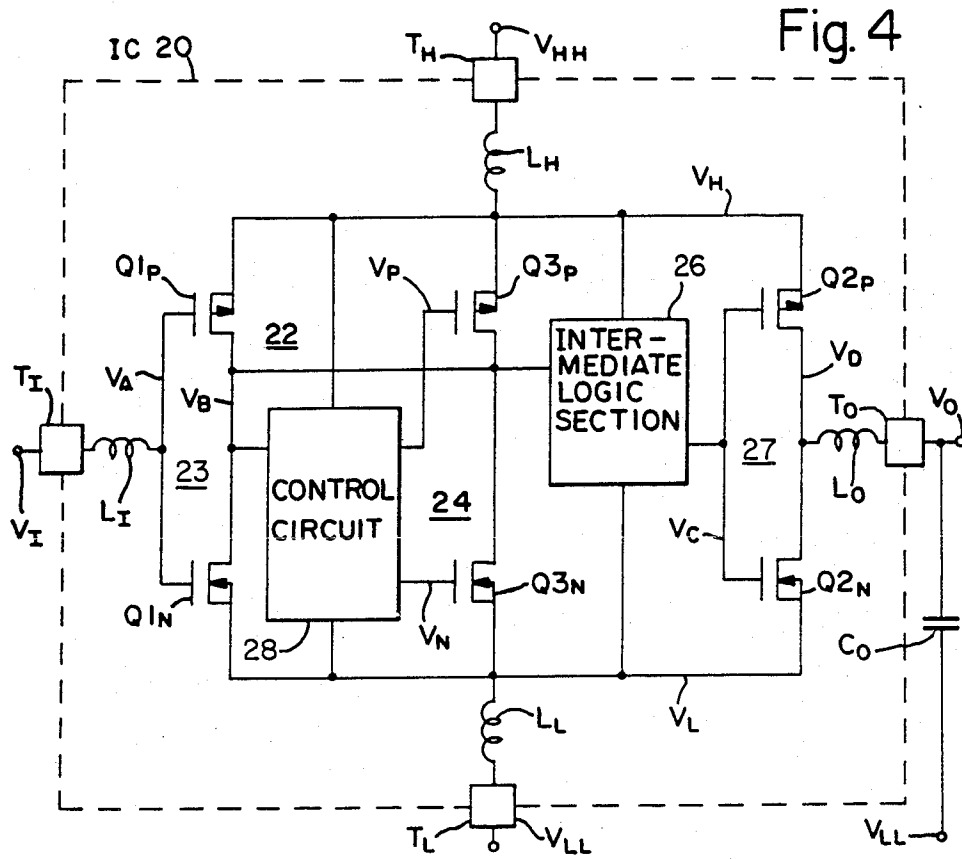 Fig. 4
IC 20
T_H
V_HH
L_H
V_H
Q1_P
V_P
Q3_P
26
Q2_P
22
INTER-
MEDIATE
LOGIC
SECTION
V_D
T_I
V_A
V_B
T_O
V_O
23
27
V_I
L_I
CONTROL
CIRCUIT
24
L_O
V_C
Q1_N
28
V_N
Q3_N
Q2_N
C_O
L_L
V_L
T_L
V_LL
V_LL